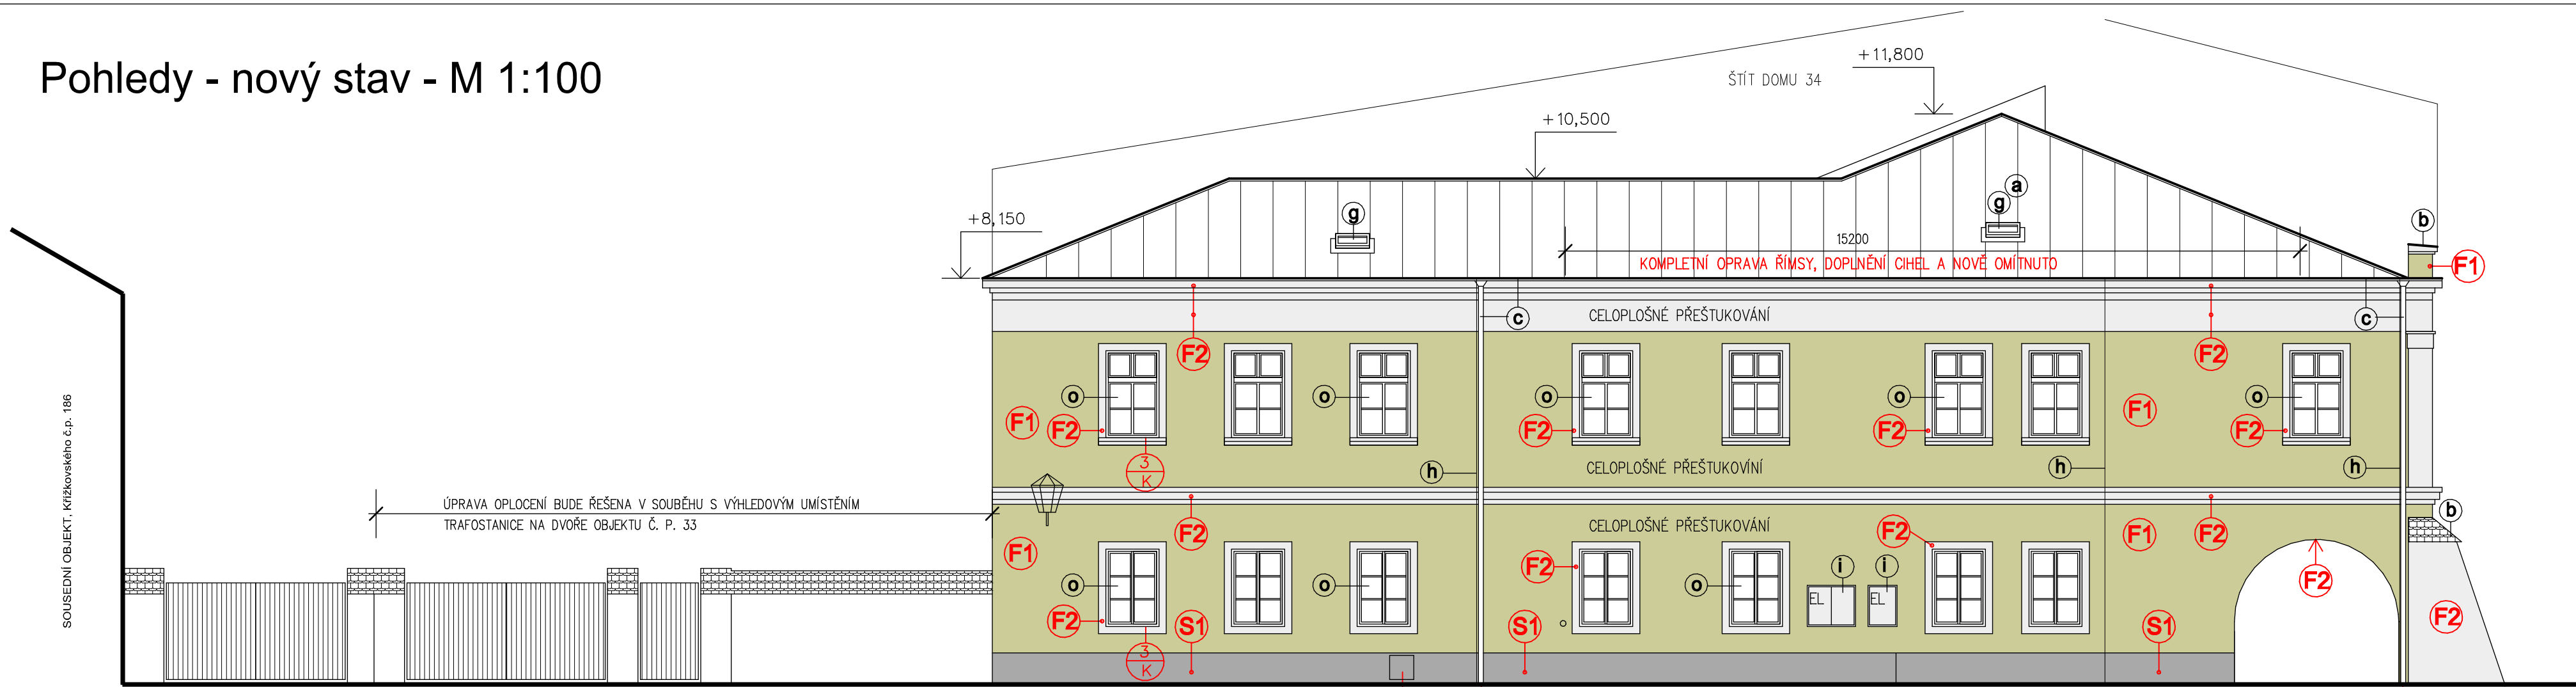 Pohledy - nový stav - M 1:100
+11,800
ŠTÍT DOMU 34
+10,500
+8,150
a
g
g
b
15200
KOMPLETNÍ OPRAVA ŘÍMSY, DOPLNĚNÍ CIHEL A NOVĚ OMÍTNUTO
F1
CELOPLOŠNÉ PŘEŠTUKOVÁNÍ
c
c
F2
F2
o
o
o
o
o
F1
F2
F2
F2
F1
F2
3
K
h
CELOPLOŠNÉ PŘEŠTUKOVÍNÍ
h
h
SOUSEDNÍ OBJEKT, Křižkovského č.p. 186
ÚPRAVA OPLOCENÍ BUDE ŘEŠENA V SOUBĚHU S VÝHLEDOVÝM UMÍSTĚNÍM
TRAFOSTANICE NA DVOŘE OBJEKTU Č. P. 33
CELOPLOŠNÉ PŘEŠTUKOVÁNÍ
b
F1
F2
F2
F1
F2
F2
i
i
o
o
o
F2
EL
EL
F2
S1
S1
S1
F2
3
K